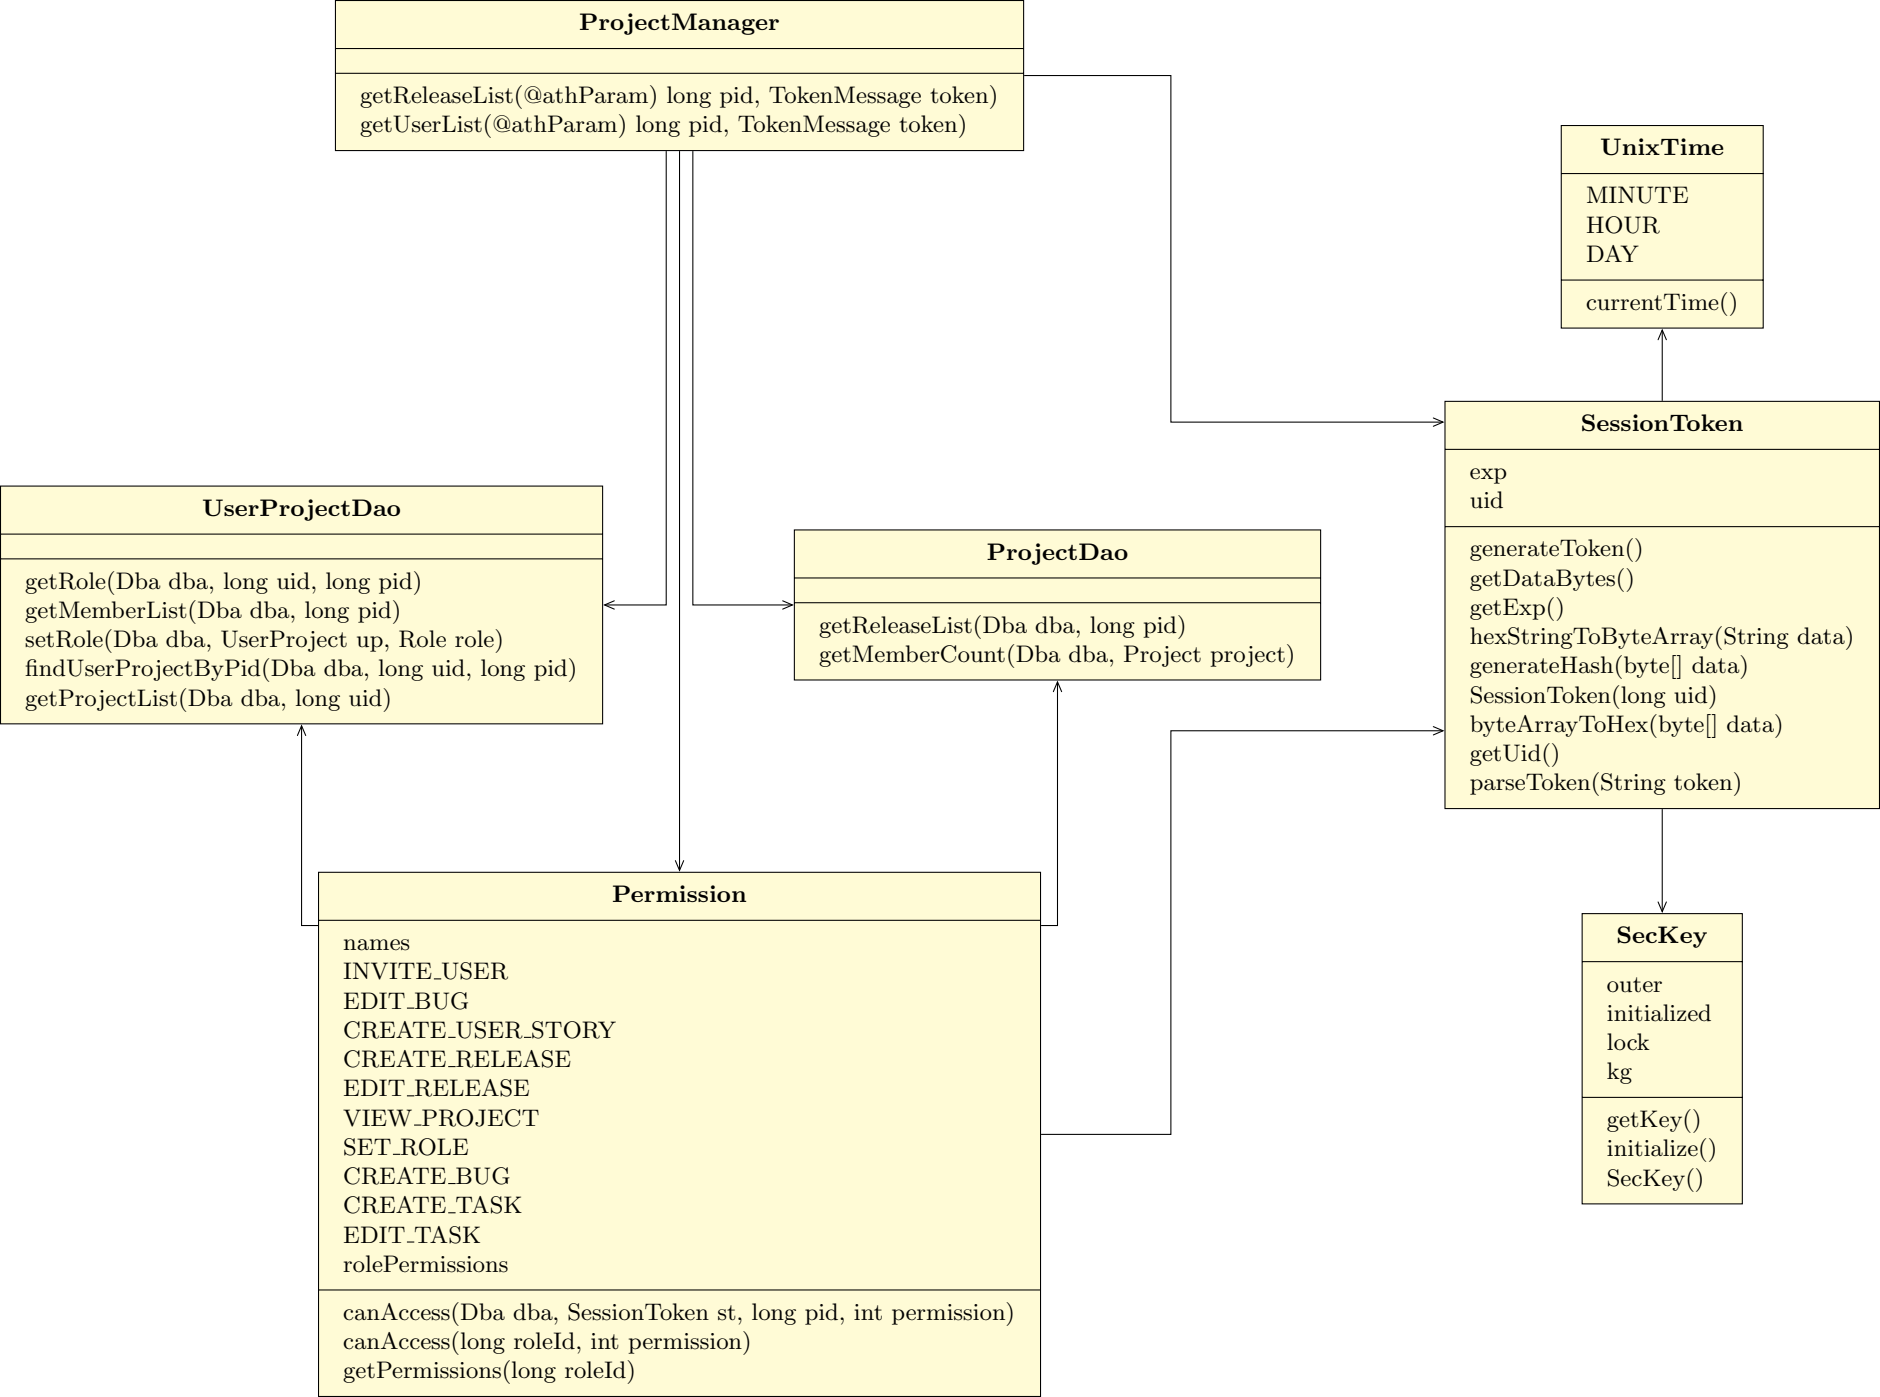 ProjectManager
getReleaseList(@athParam) long pid, TokenMessage token)
getUserList(@athParam) long pid, TokenMessage token)
UnixTime
MINUTE
HOUR
DAY
currentTime()
SessionToken
exp
uid
generateToken()
getDataBytes()
getExp()
hexStringToByteArray(String data)
generateHash(byte[] data)
SessionToken(long uid)
byteArrayToHex(byte[] data)
getUid()
parseToken(String token)
UserProjectDao
getRole(Dba dba, long uid, long pid)
getMemberList(Dba dba, long pid)
setRole(Dba dba, UserProject up, Role role)
findUserProjectByPid(Dba dba, long uid, long pid)
getProjectList(Dba dba, long uid)
ProjectDao
getReleaseList(Dba dba, long pid)
getMemberCount(Dba dba, Project project)
Permission
names
INVITE_USER
EDIT_BUG
CREATE_USER_STORY
CREATE_RELEASE
EDIT_RELEASE
VIEW_PROJECT
SET_ROLE
CREATE_BUG
CREATE_TASK
EDIT_TASK
rolePermissions
canAccess(Dba dba, SessionToken st, long pid, int permission)
canAccess(long roleId, int permission)
getPermissions(long roleId)
SecKey
outer
initialized
lock
kg
getKey()
initialize()
SecKey()